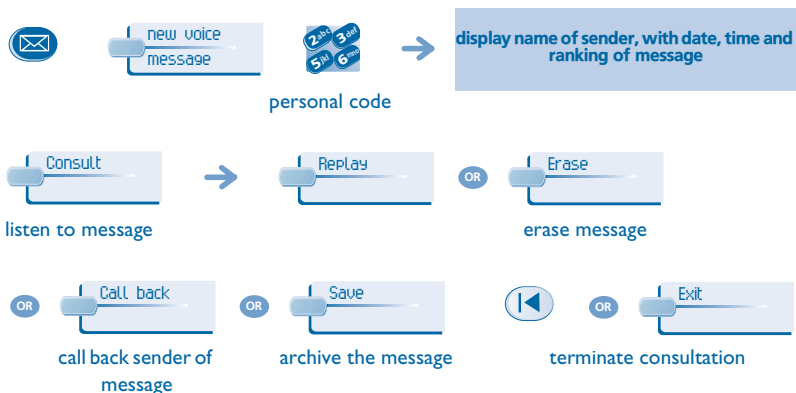 new voice
message
2abc 3def
5jkl 6mno
display name of sender, with date, time and
ranking of message
personal code
Consult
Replay
OR
Erase
listen to message
erase message
OR
Call back
OR
Save
OR
Exit
call back sender of
message
archive the message
terminate consultation